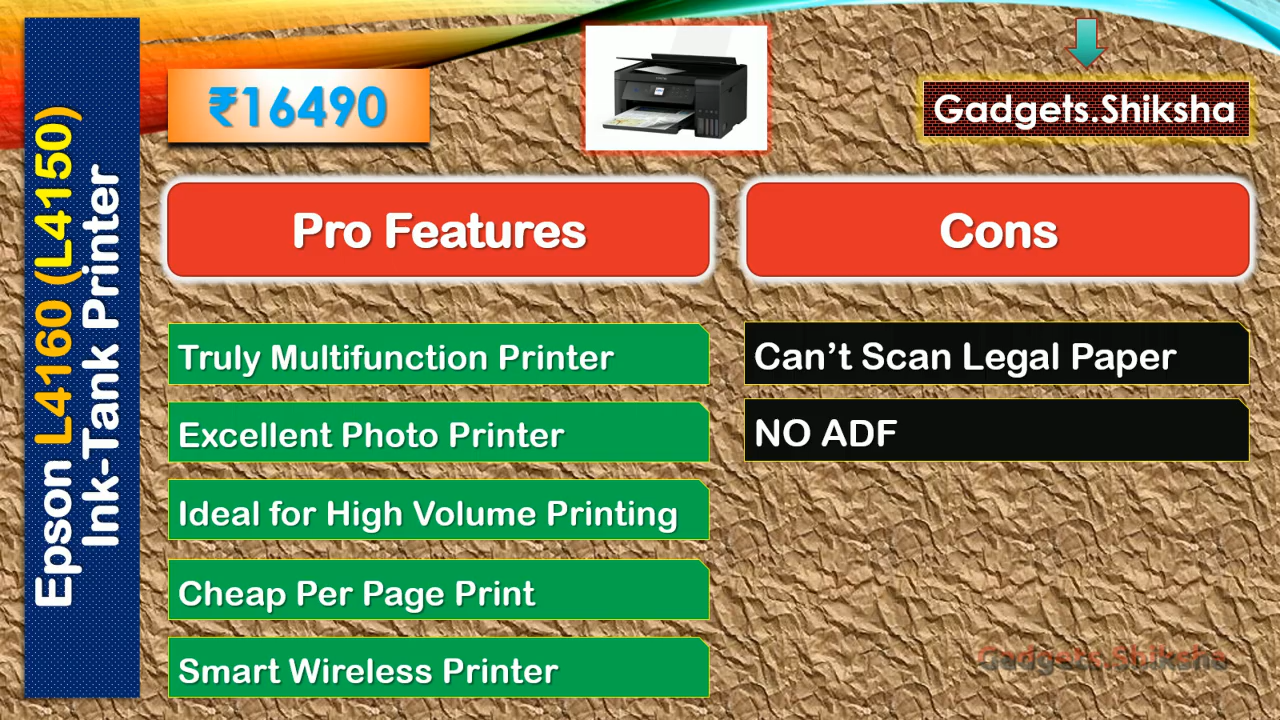 Epson L4160 (L4150)
Ink-Tank Printer
₹16490
Gadgets.Shiksha
Pro Features
Truly Multifunction Printer
Excellent Photo Printer
Ideal for High Volume Printing
Cheap Per Page Print
Smart Wireless Printer
Cons
Can’t Scan Legal Paper
NO ADF
Gadgets.Shiksha